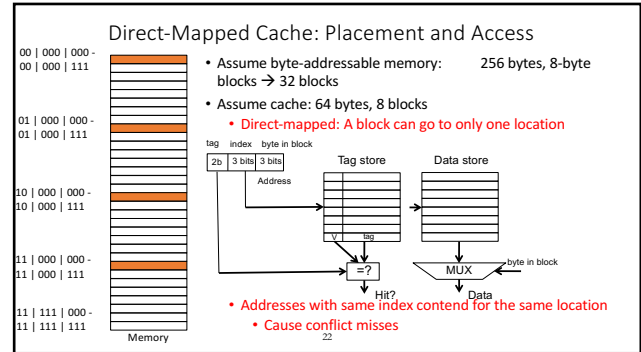 Direct-Mapped Cache: Placement and Access
00 | 000 | 000 -
00 | 000 | 111
01 | 000 | 000 -
01 | 000 | 111
10 | 000 | 000 -
10 | 000 | 111
11 | 000 | 000 -
11 | 000 | 111
11 | 111 | 000 -
11 | 111 | 111
Memory
• Assume byte-addressable memory: 256 bytes, 8-byte
blocks → 32 blocks
• Assume cache: 64 bytes, 8 blocks
• Direct-mapped: A block can go to only one location
tag index byte in block
2b 3 bits 3 bits
Address
Tag store
Data store
V tag
=?
MUX
byte in block
Hit?
Data
• Addresses with same index contend for the same location
• Cause conflict misses
22